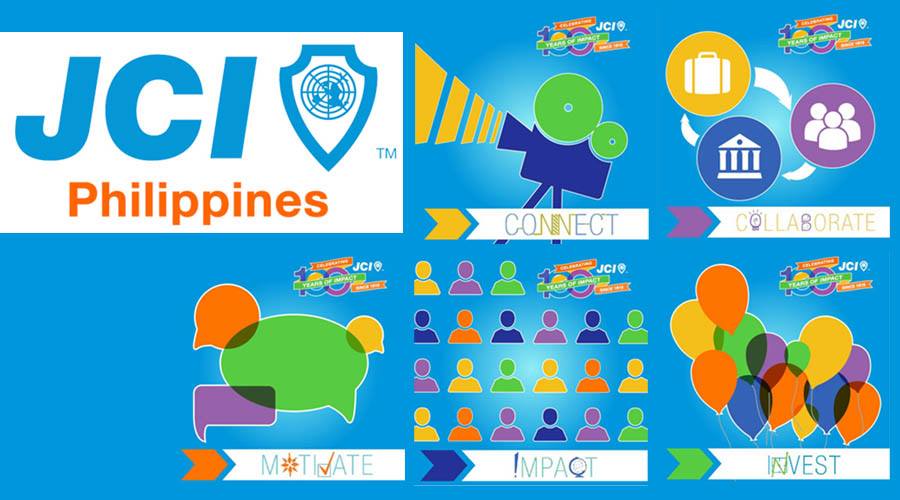 JCI
TM
Philippines
CELEBRATING
100 JCI
YEARS OF IMPACT
SINCE 1915
CONNECT
CELEBRATING
100 JCI
YEARS OF IMPACT
SINCE 1915
COLLABORATE
CELEBRATING
100 JCI
YEARS OF IMPACT
SINCE 1915
MOTIVATE
CELEBRATING
100 JCI
YEARS OF IMPACT
SINCE 1915
IMPACT
CELEBRATING
100 JCI
YEARS OF IMPACT
SINCE 1915
INVEST